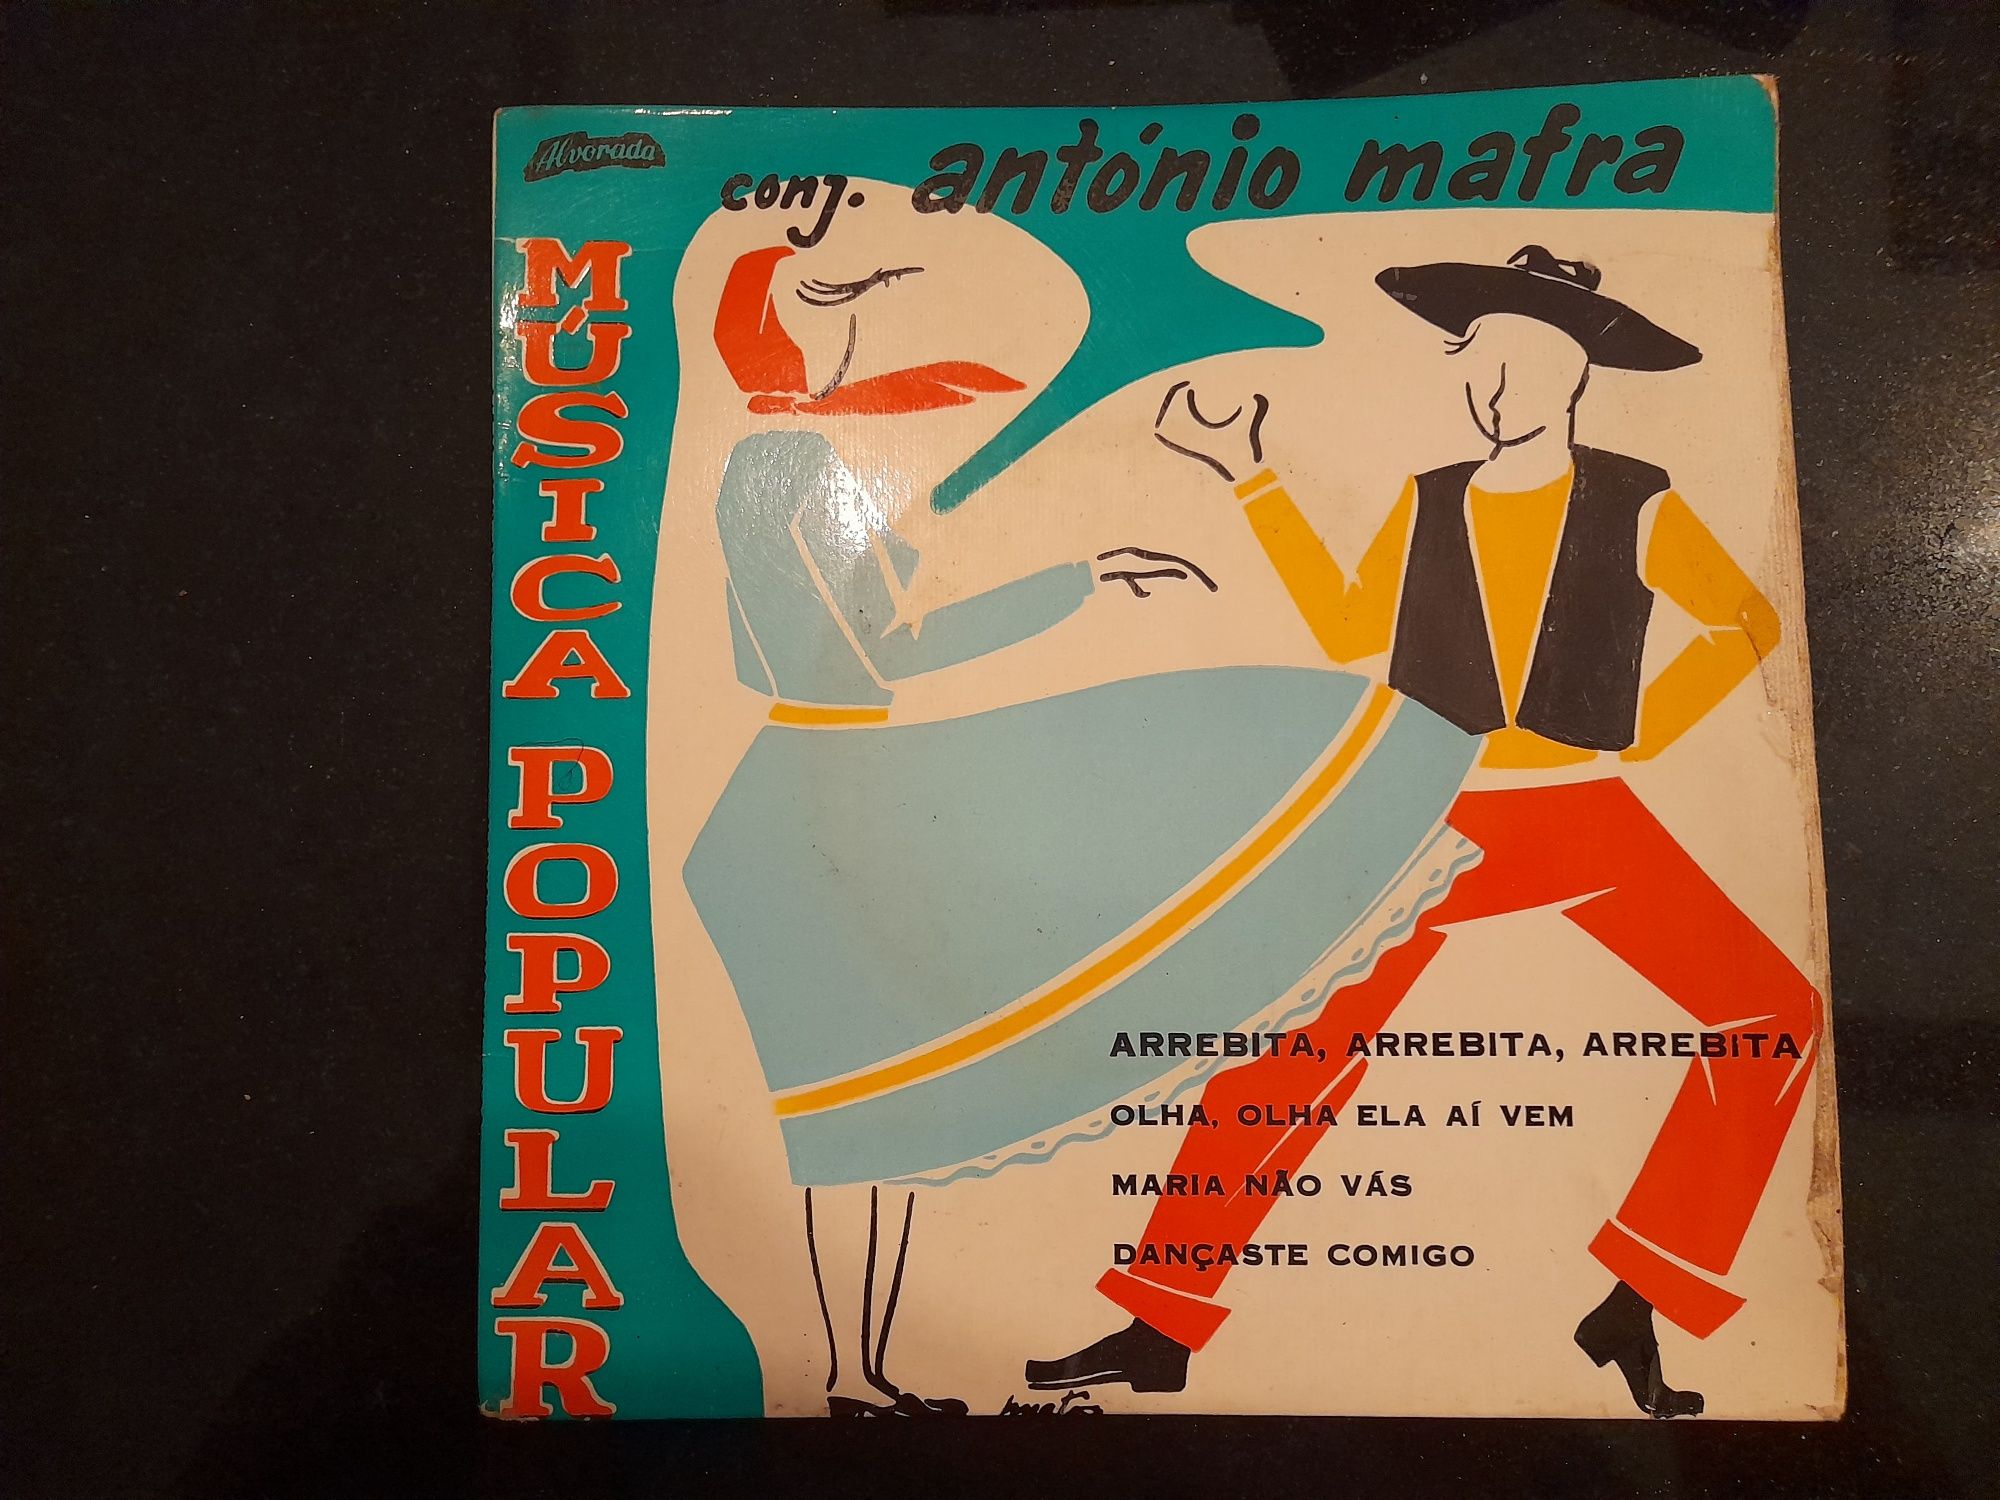 Alvorada
conj. antónio mafra
MÚSICA POPULAR
ARREBITA, ARREBITA, ARREBITA
OLHA, OLHA ELA AÍ VEM
MARIA NÃO VÁS
DANÇASTE COMIGO